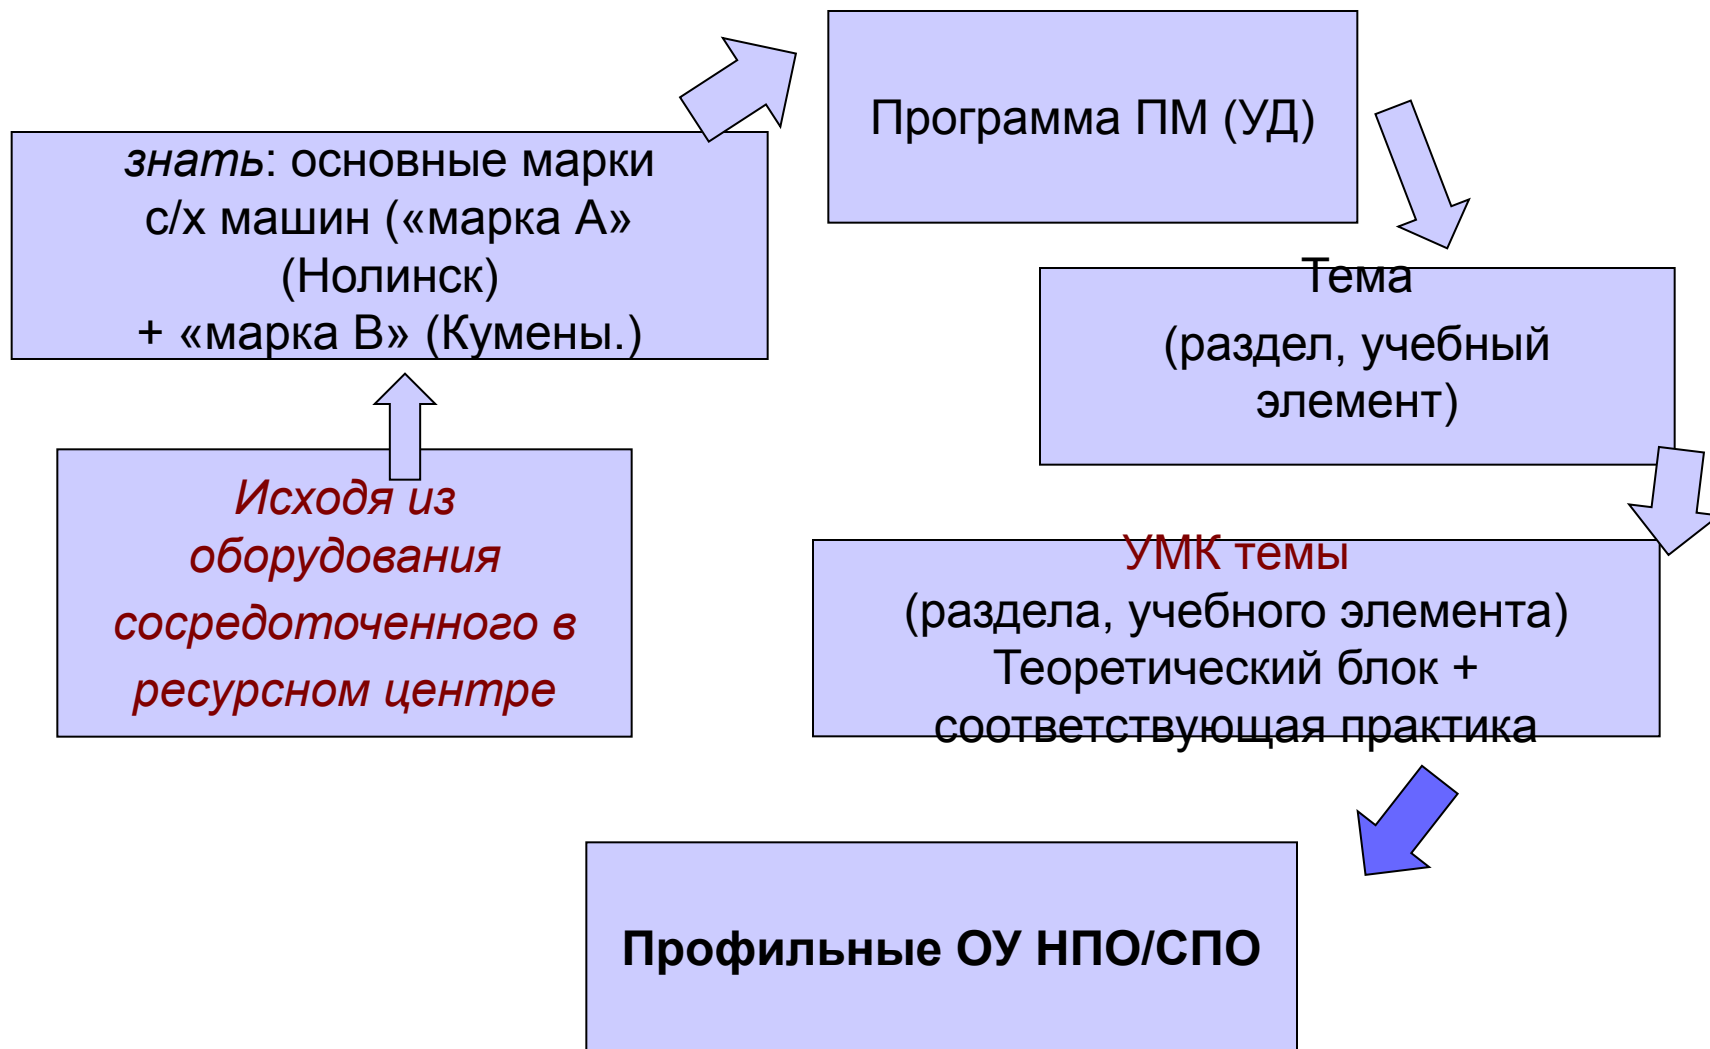 Программа ПМ (УД)
знать: основные марки
с/х машин («марка А»
(Нолинск)
+ «марка В» (Кумены.)
Тема
(раздел, учебный
элемент)
Исходя из
оборудования
сосредоточенного в
ресурсном центре
УМК темы
(раздела, учебного элемента)
Теоретический блок +
соответствующая практика
Профильные ОУ НПО/СПО